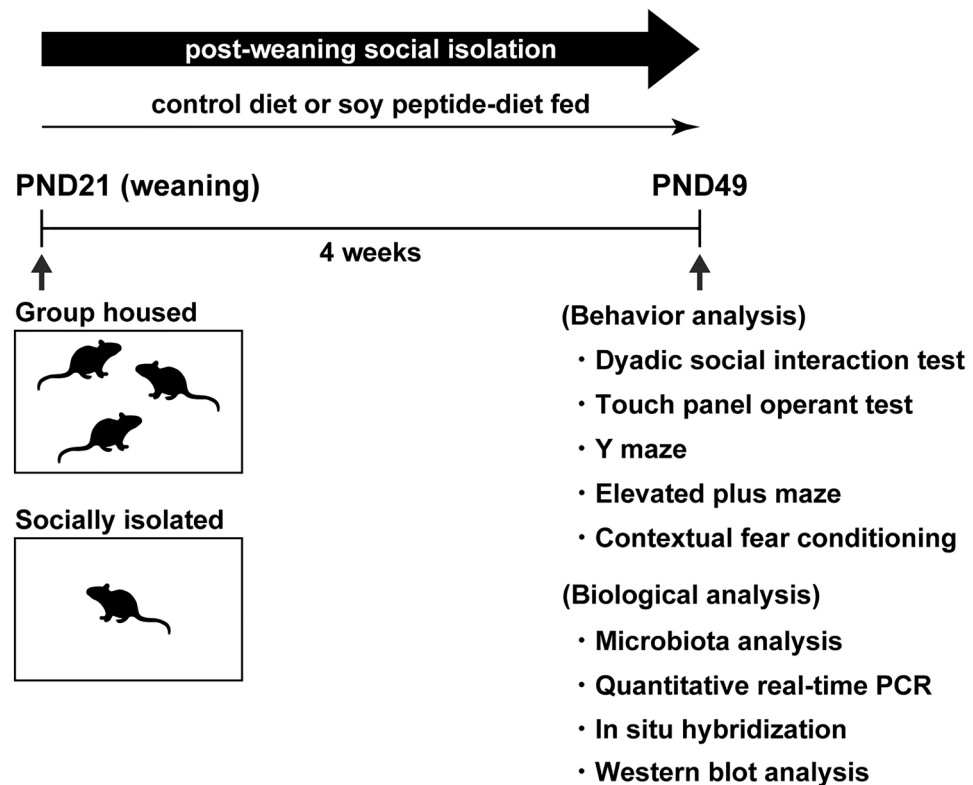 post-weaning social isolation
control diet or soy peptide-diet fed
PND21 (weaning)
PND49
4 weeks
Group housed
Socially isolated
(Behavior analysis)
・Dyadic social interaction test
・Touch panel operant test
・Y maze
・Elevated plus maze
・Contextual fear conditioning
(Biological analysis)
・Microbiota analysis
・Quantitative real-time PCR
・In situ hybridization
・Western blot analysis